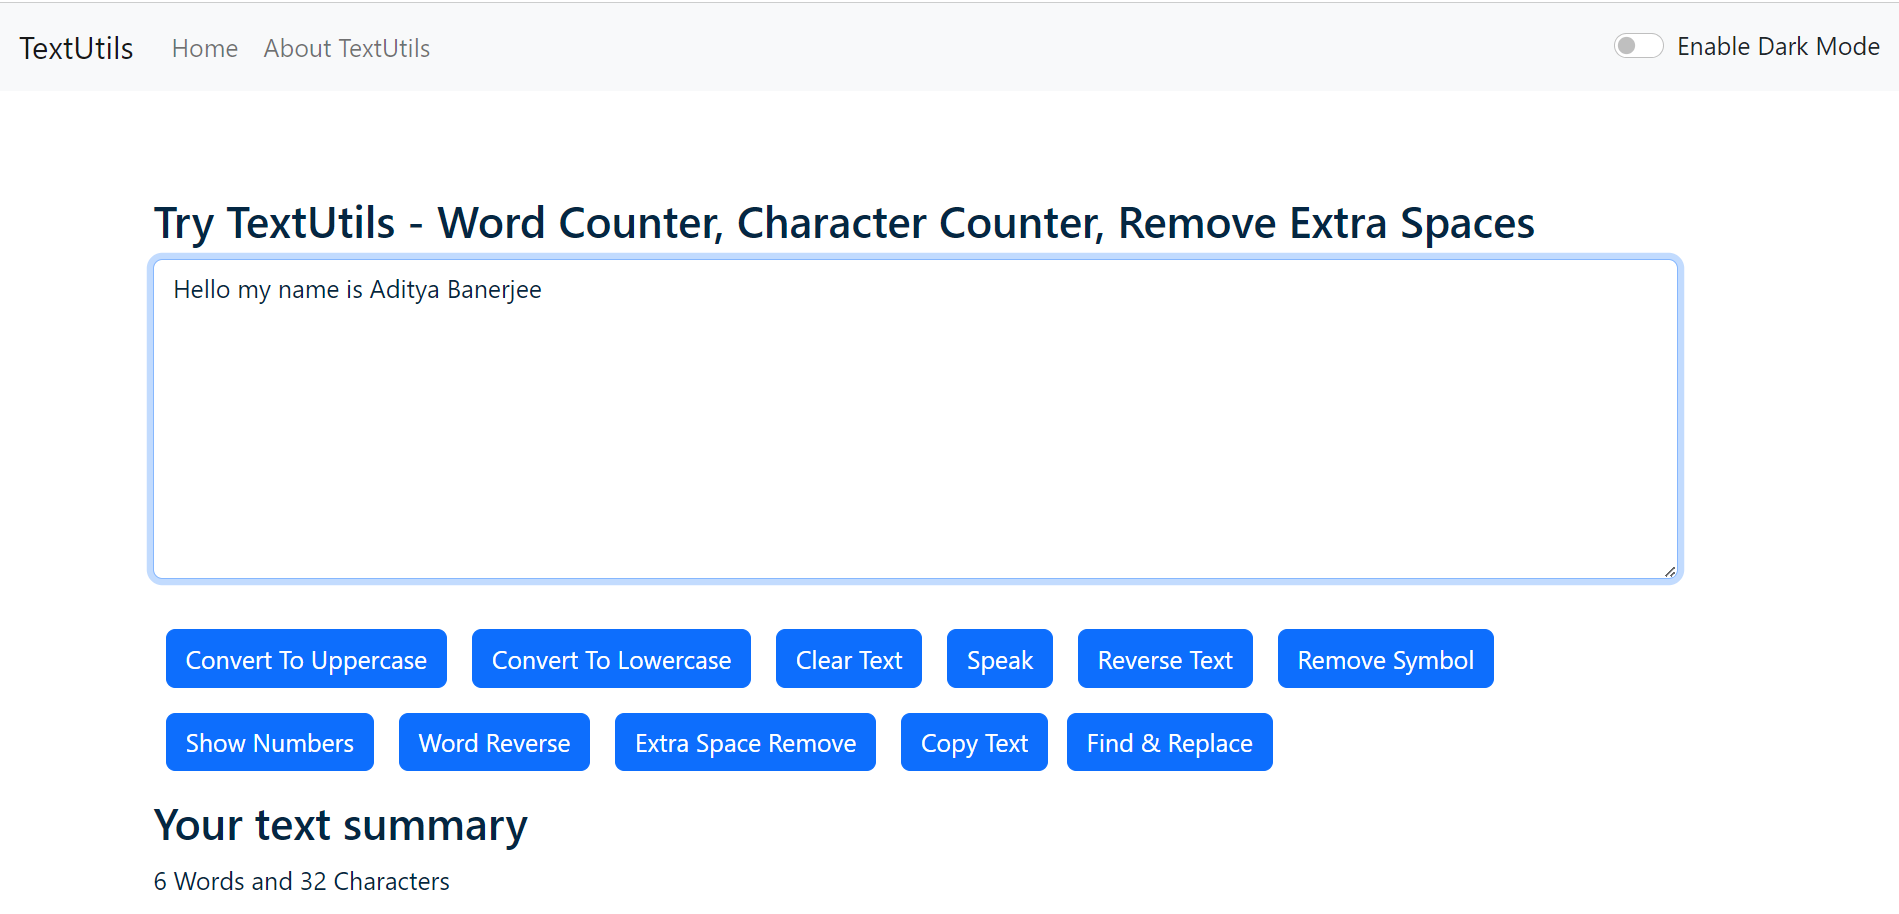 TextUtils Home About TextUtils Enable Dark Mode
Try TextUtils - Word Counter, Character Counter, Remove Extra Spaces
Hello my name is Aditya Banerjee
Convert To Uppercase Convert To Lowercase Clear Text Speak Reverse Text Remove Symbol
Show Numbers Word Reverse Extra Space Remove Copy Text Find & Replace
Your text summary
6 Words and 32 Characters